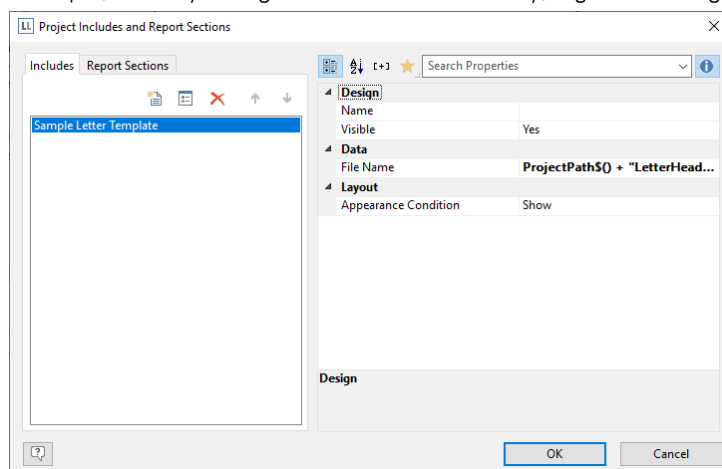 LL Project Includes and Report Sections
Includes Report Sections
Search Properties
Sample Letter Template
Design
Name
Visible Yes
Data
File Name ProjectPath$() + "LetterHead...
Layout
Appearance Condition Show
Design
OK Cancel